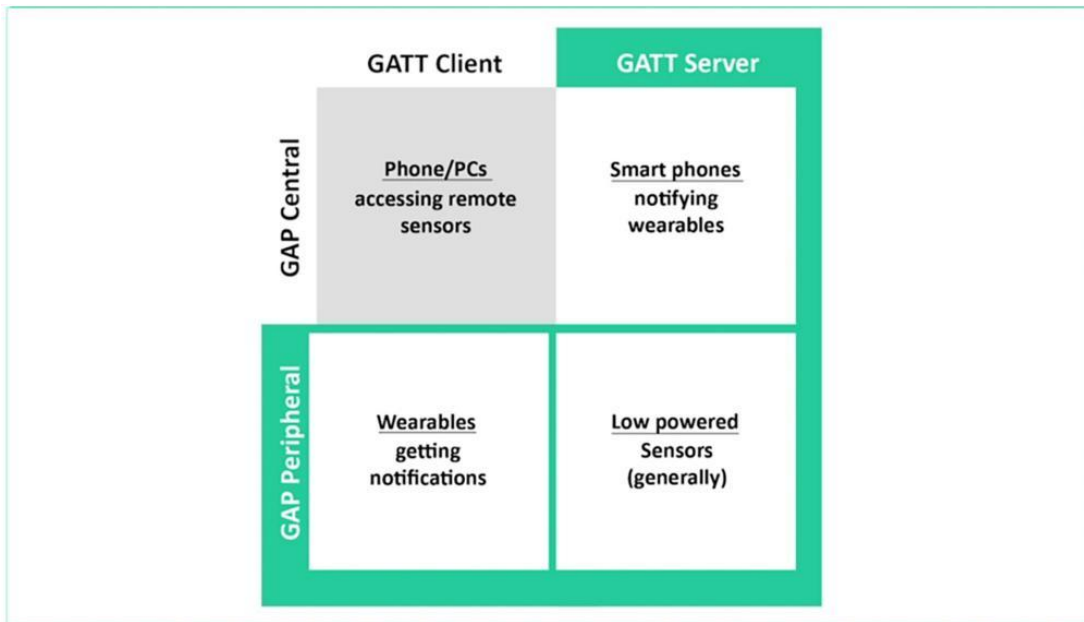 GATT Client
GATT Server
GAP Central
Phone/PCs
accessing remote
sensors
Smart phones
notifying
wearables
GAP Peripheral
Wearables
getting
notifications
Low powered
Sensors
(generally)